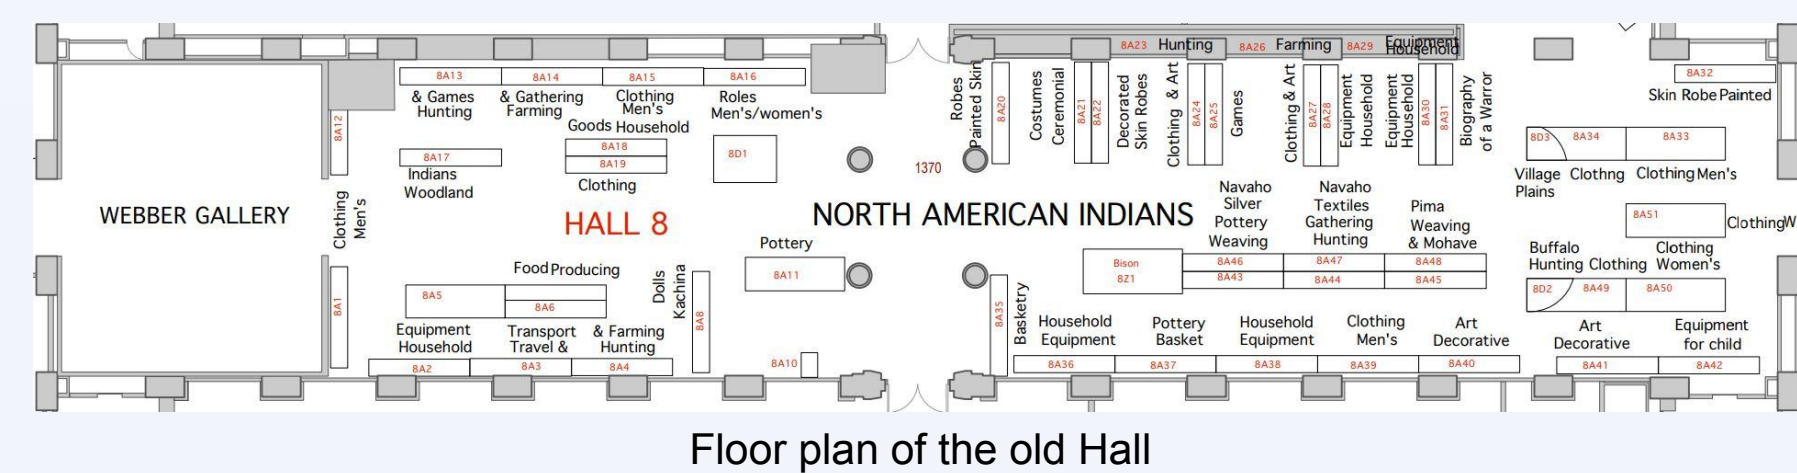 8A23 Hunting 8A26 Farming 8A29 Equipment
Household
8A13 8A14 8A15 8A16
& Games
Hunting
& Gathering
Farming
Clothing
Men's
Roles
Men's/women's
8A12
Goods Household
8A18
8A19
Clothing
8A17
Indians
Woodland
8D1
1370
Robes
Painted Skin
8A20
Costumes
Ceremonial
8A21
8A22
Decorated
Skin Robes
Clothing & Art
8A24
8A25
Games
Clothing & Art
8A27
8A28
Equipment
Household
Equipment
Household
8A30
8A31
Biography
of a Warror
8A32
Skin Robe Painted
8D3 8A34 8A33
Village
Plains
Clothng
Clothing Men's
WEBBER GALLERY
Clothing
Men's
HALL 8
NORTH AMERICAN INDIANS
Navaho
Silver
Pottery
Weaving
Navaho
Textiles
Gathering
Hunting
Pima
Weaving
& Mohave
8A51
ClothingW
Buffalo
Hunting Clothing
Clothing
Women's
Pottery
8A11
Bison
8Z1
8A46 8A47 8A48
8A43 8A44 8A45
8D2 8A49 8A50
8A1
Food Producing
8A5
8A6
Dolls
Kachina
8A8
8A35
Basketry
Equipment
Household
Transport
Travel &
& Farming
Hunting
8A2 8A3 8A4
8A10
Household
Equipment
Pottery
Basket
Household
Equipment
Clothing
Men's
Art
Decorative
Art
Decorative
Equipment
for child
8A36 8A37 8A38 8A39 8A40 8A41 8A42
Floor plan of the old Hall